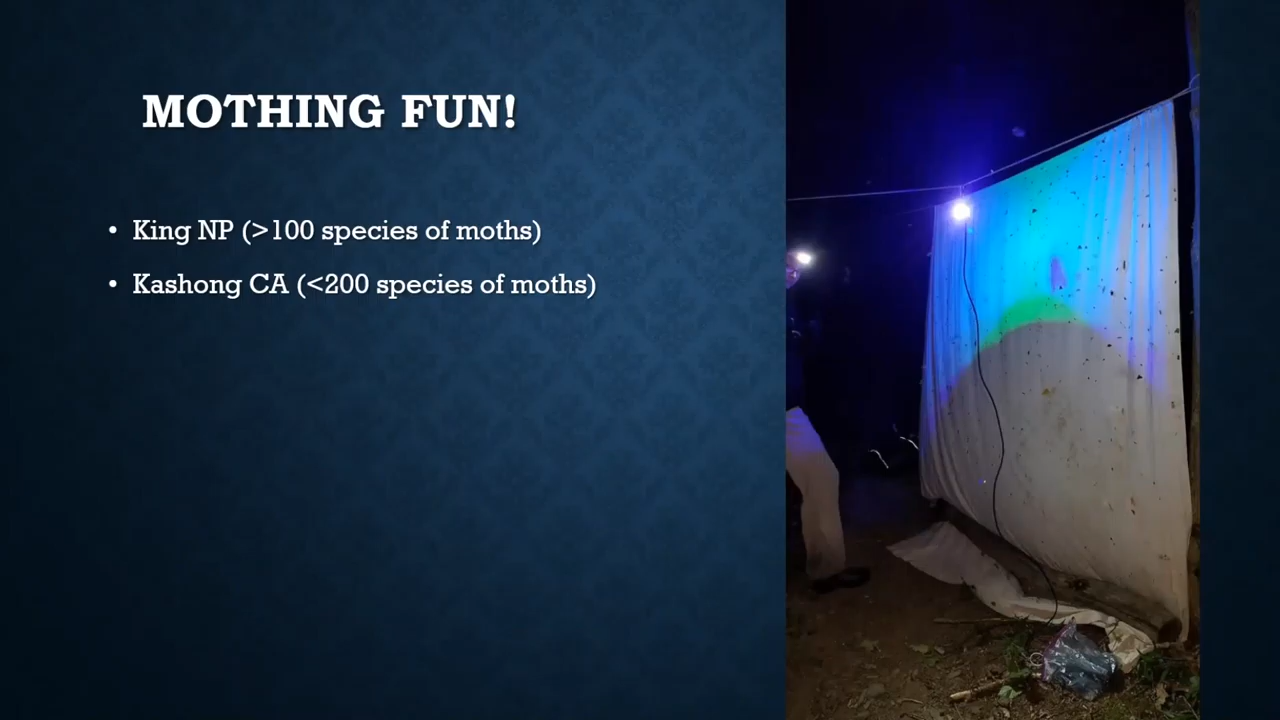 MOTHING FUN!
• King NP (>100 species of moths)
• Kashong CA (<200 species of moths)